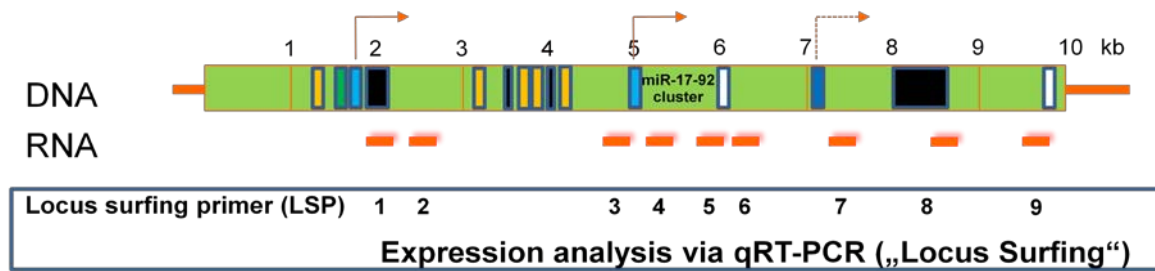 1 2 3 4 5 6 7 8 9 10 kb
DNA
miR-17-92
cluster
RNA
Locus surfing primer (LSP) 1 2 3 4 5 6 7 8 9
Expression analysis via qRT-PCR („Locus Surfing“)